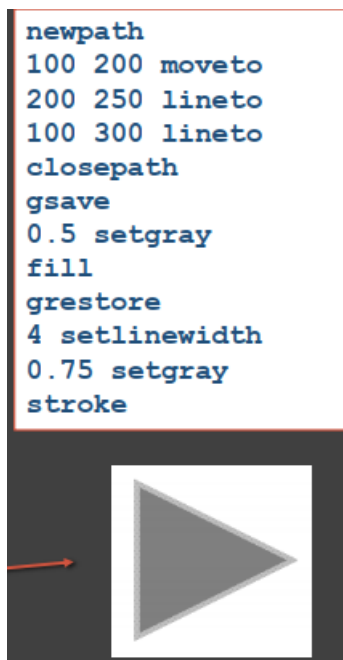 newpath
100 200 moveto
200 250 lineto
100 300 lineto
closepath
gsave
0.5 setgray
fill
grestore
4 setlinewidth
0.75 setgray
stroke